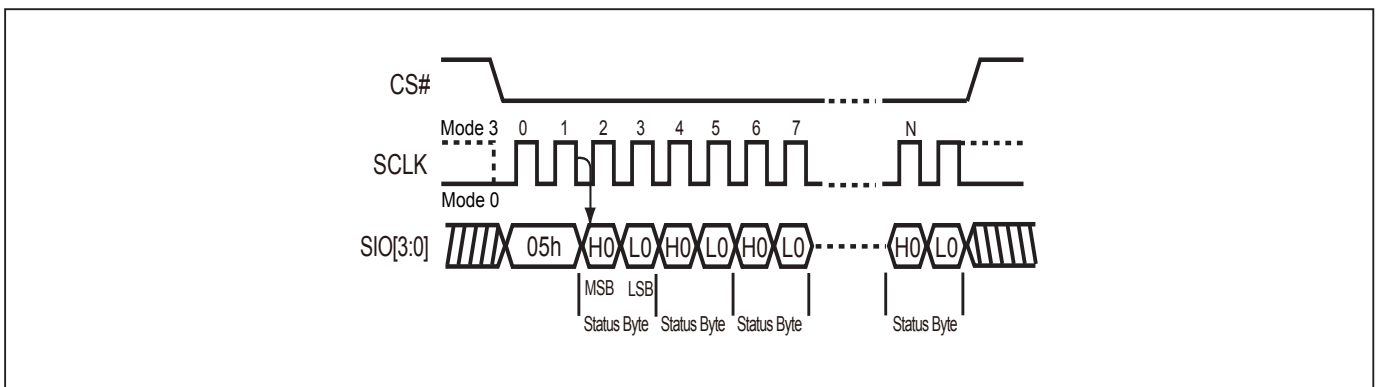 CS#
Mode 3 0 1 2 3 4 5 6 7 N
SCLK
Mode 0
SIO[3:0] 05h H0 L0 H0 L0 H0 L0 H0 L0
MSB LSB
Status Byte Status Byte Status Byte Status Byte